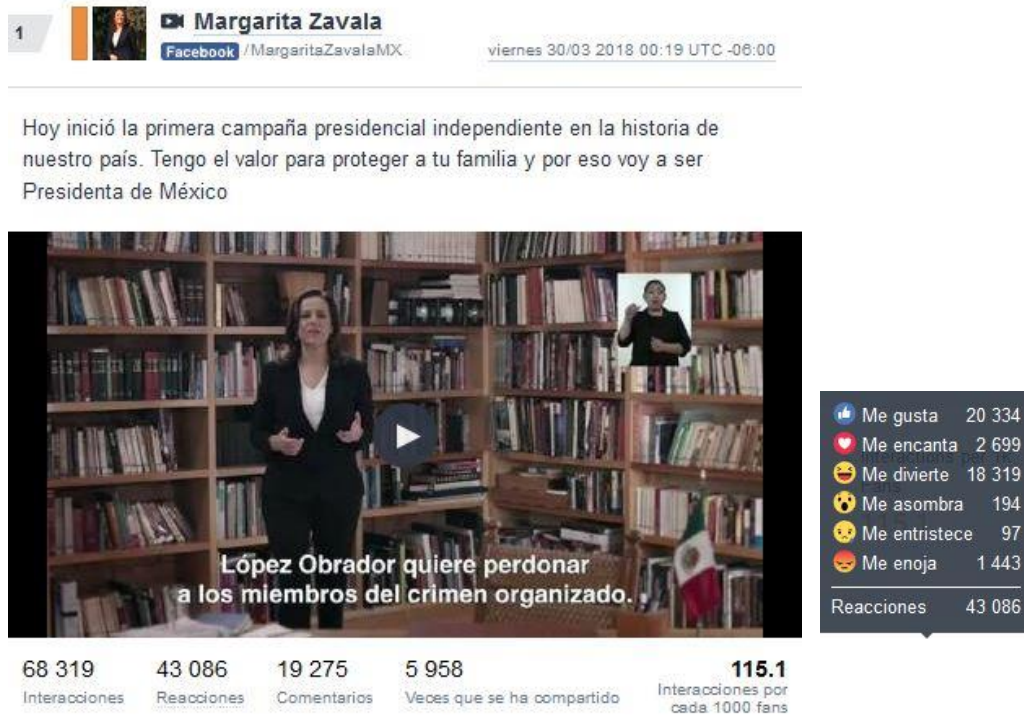 1
Margarita Zavala
Facebook /MargaritaZavalaMX
viernes 30/03 2018 00:19 UTC -06:00
Hoy inició la primera campaña presidencial independiente en la historia de
nuestro país. Tengo el valor para proteger a tu familia y por eso voy a ser
Presidenta de México
López Obrador quiere perdonar
a los miembros del crimen organizado.
Me gusta 20 334
Me encanta 2 699
Me divierte 18 319
Me asombra 194
Me entristece 97
Me enoja 1 443
Reacciones 43 086
68 319 43 086 19 275 5 958 115.1
Interacciones Reacciones Comentarios Veces que se ha compartido Interacciones por
cada 1000 fans